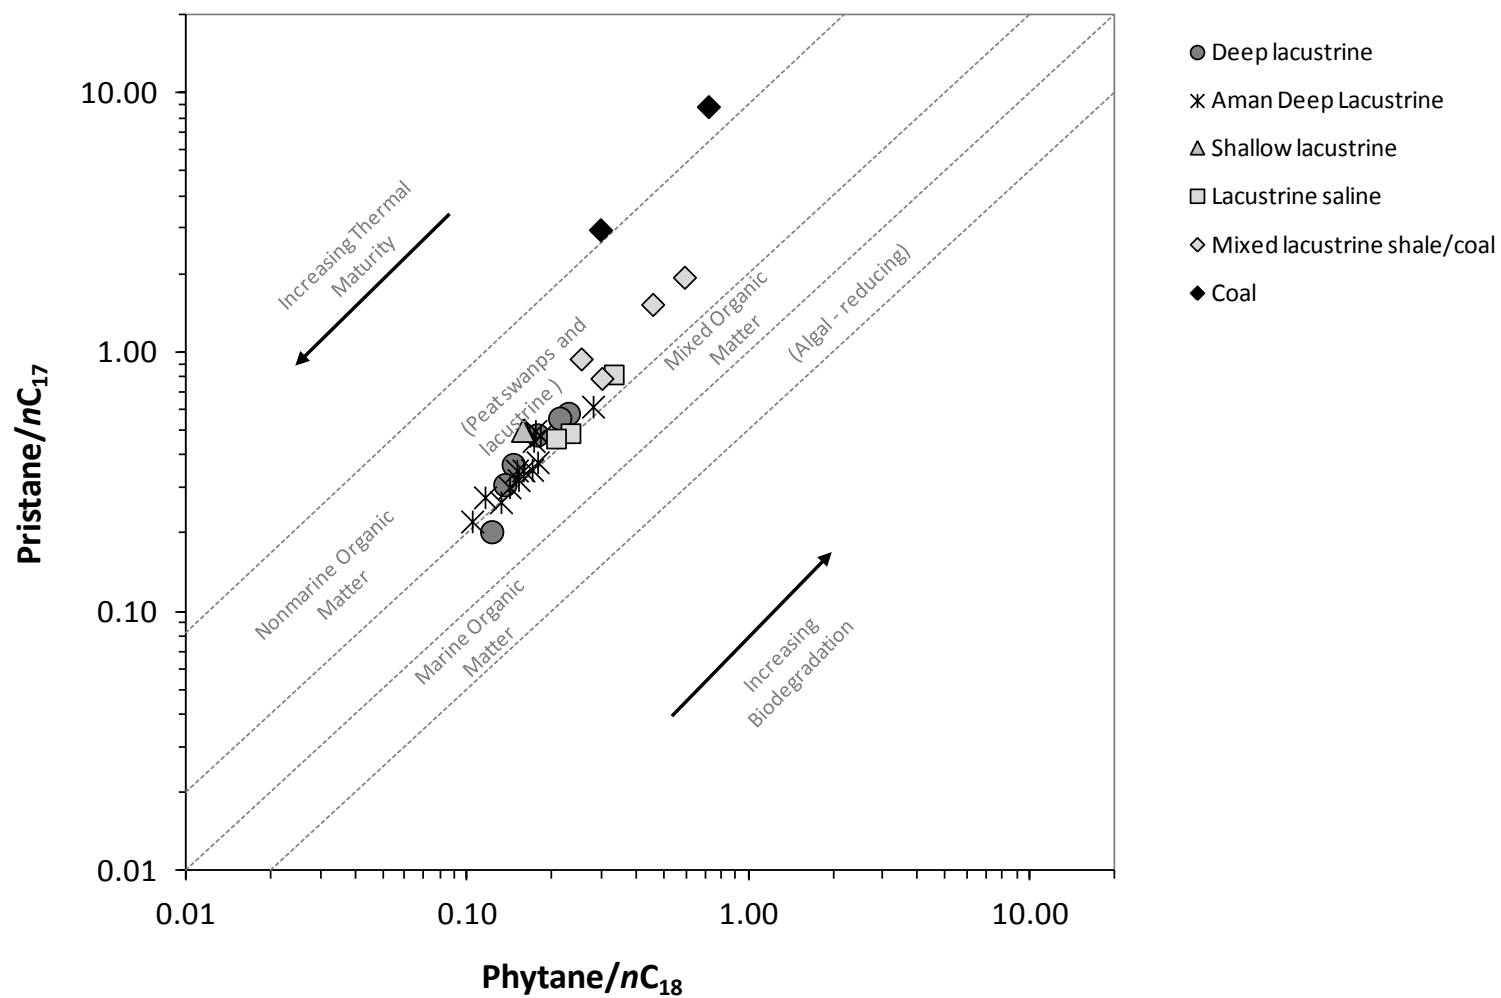 10.00
1.00
0.10
0.01
0.01
0.10
1.00
10.00
Pristane/nC17
Phytane/nC18
Increasing Thermal
Maturity
(Peat swanps and
lacustrine )
Mixed Organic
Matter
(Algal - reducing)
Nonmarine Organic
Matter
Marine Organic
Matter
Increasing
Biodegradation
Deep lacustrine
Aman Deep Lacustrine
Shallow lacustrine
Lacustrine saline
Mixed lacustrine shale/coal
Coal